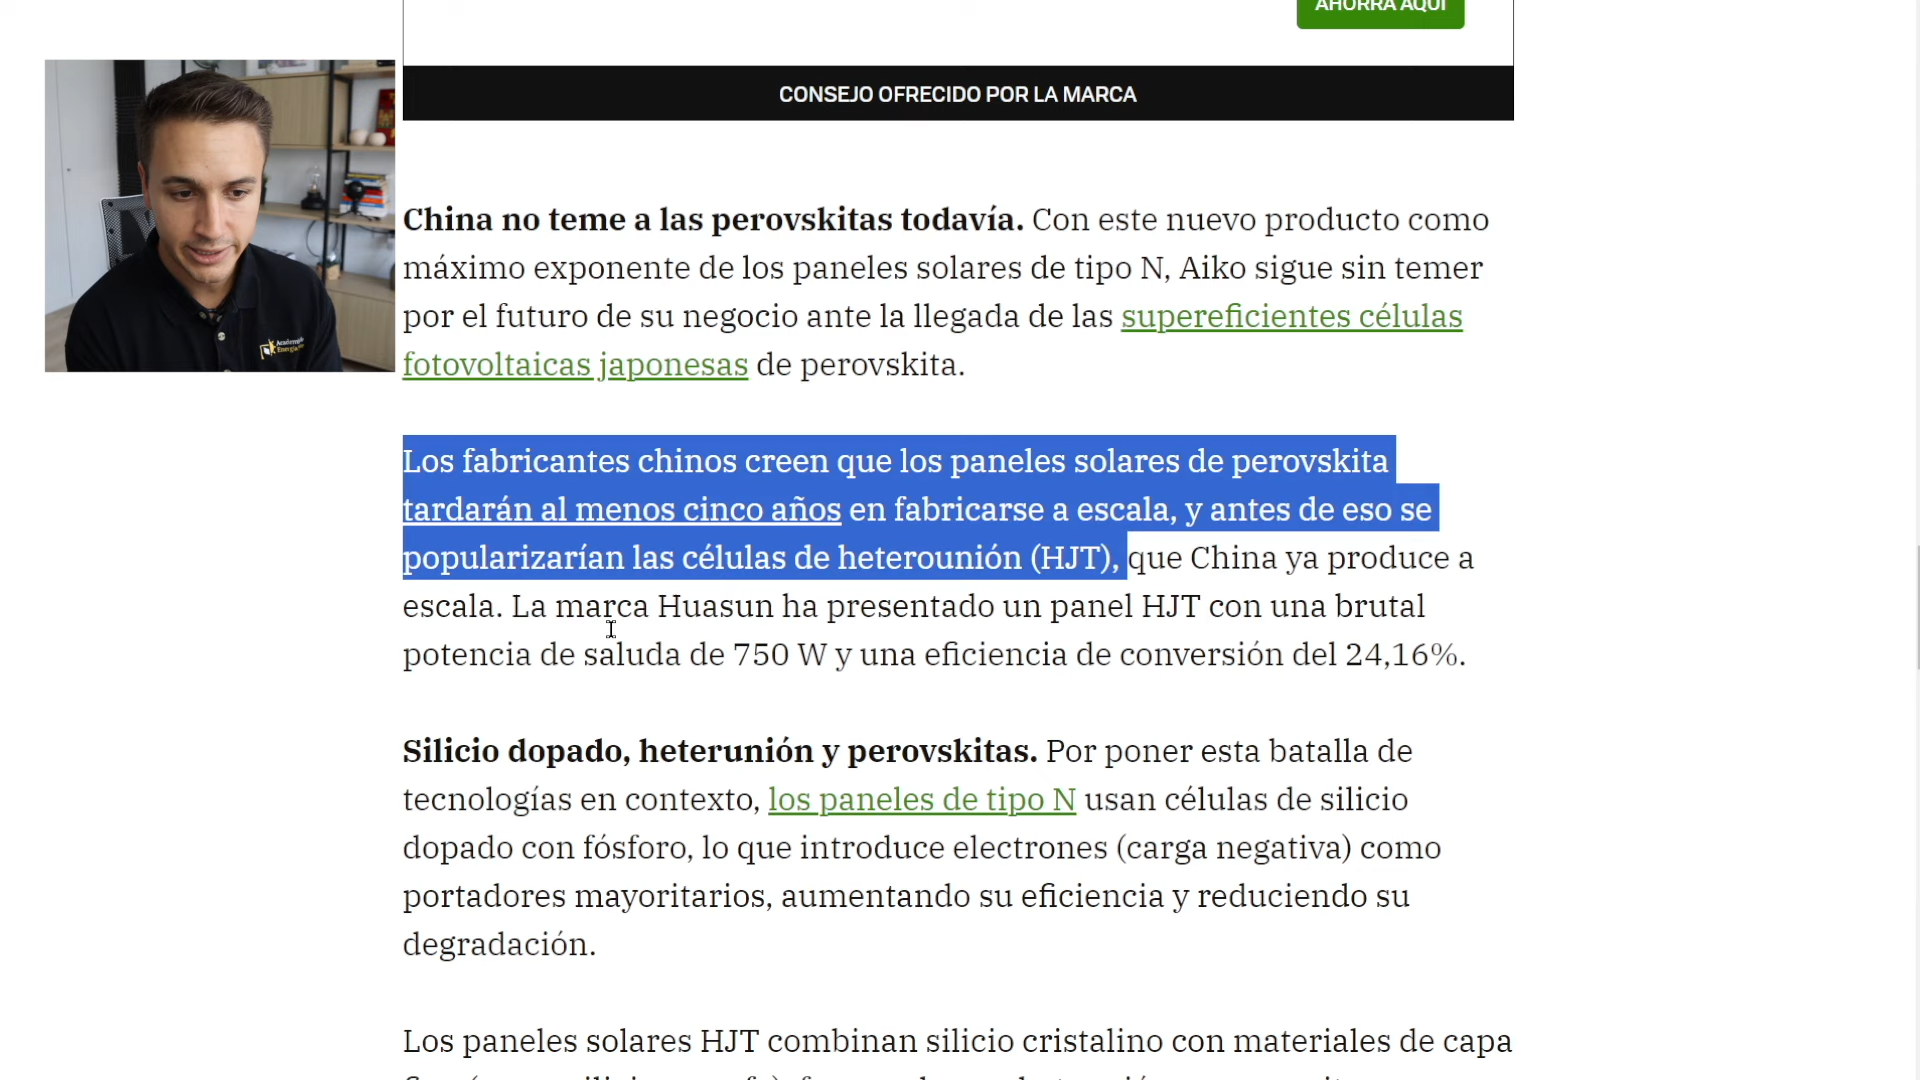 AHORRA AQUÍ
CONSEJO OFRECIDO POR LA MARCA
China no teme a las perovskitas todavía. Con este nuevo producto como
máximo exponente de los paneles solares de tipo N, Aiko sigue sin temer
por el futuro de su negocio ante la llegada de las supereficientes células
fotovoltaicas japonesas de perovskita.
Los fabricantes chinos creen que los paneles solares de perovskita
tardarán al menos cinco años en fabricarse a escala, y antes de eso se
popularizarían las células de heterounión (HJT), que China ya produce a
escala. La marca Huasun ha presentado un panel HJT con una brutal
potencia de saluda de 750 W y una eficiencia de conversión del 24,16%.
Silicio dopado, heterunión y perovskitas. Por poner esta batalla de
tecnologías en contexto, los paneles de tipo N usan células de silicio
dopado con fósforo, lo que introduce electrones (carga negativa) como
portadores mayoritarios, aumentando su eficiencia y reduciendo su
degradación.
Los paneles solares HJT combinan silicio cristalino con materiales de capa